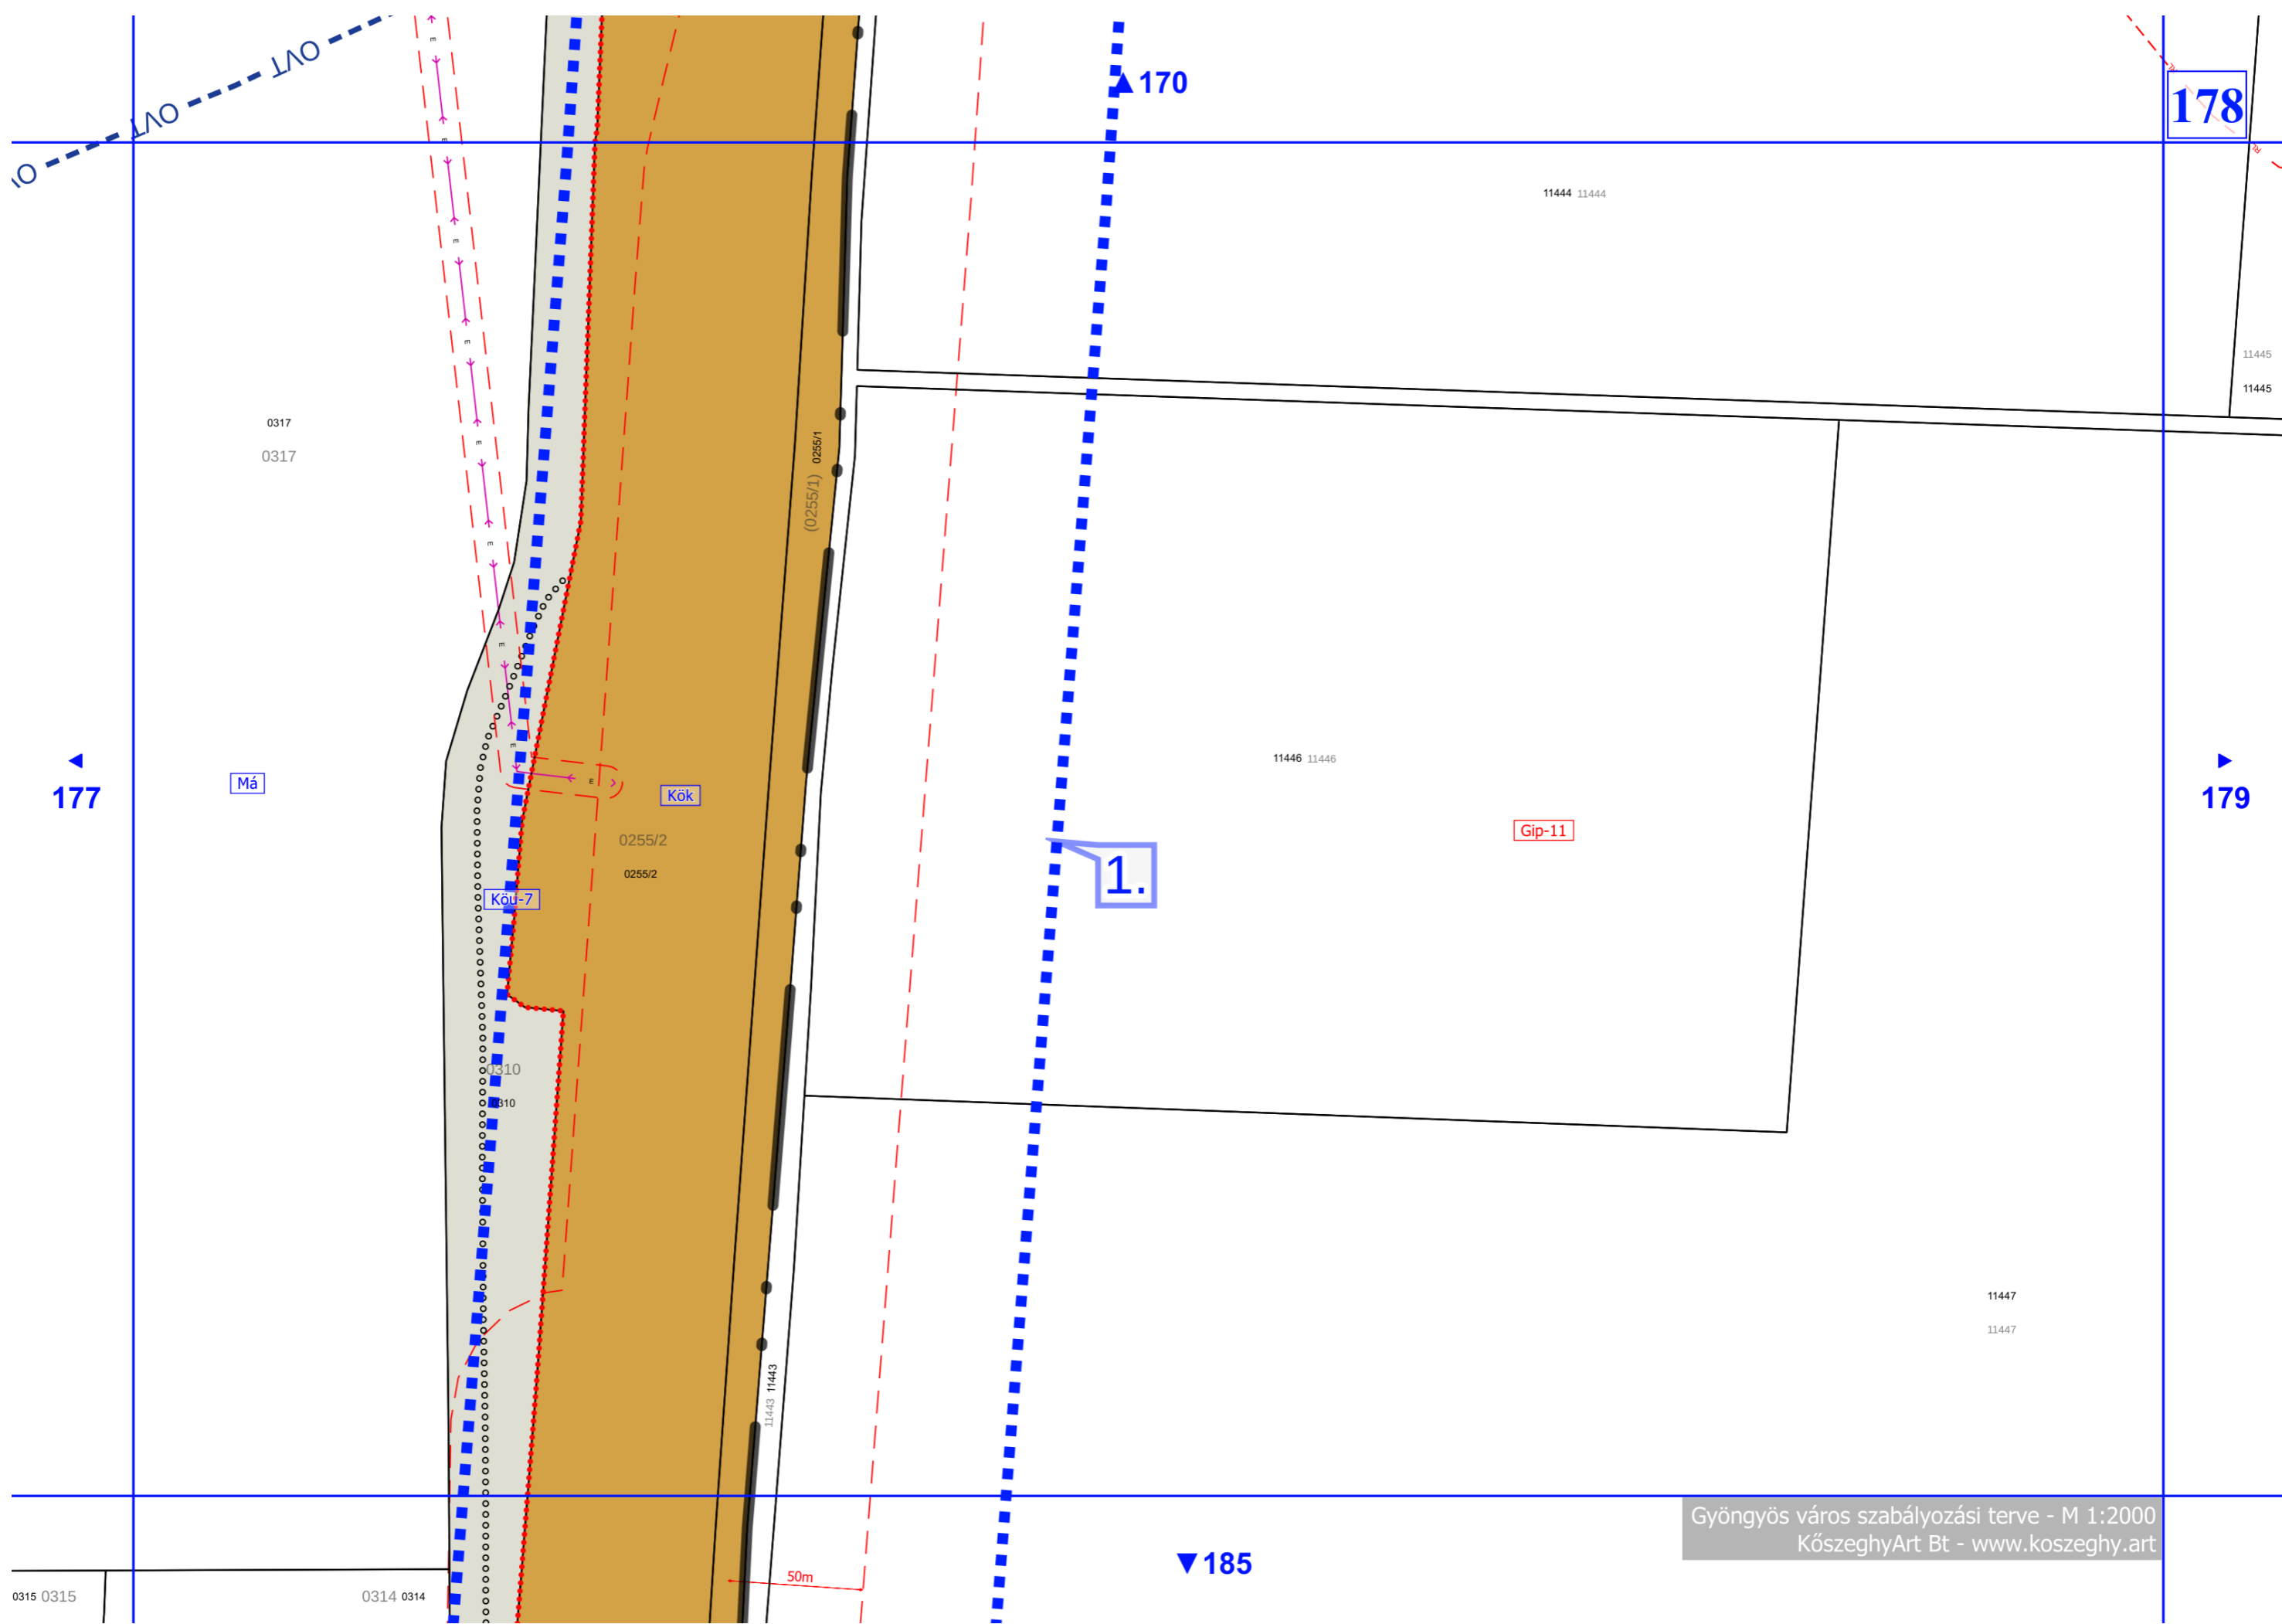 OVT
OVT
▲170
178
RL
RL
E
E
E
E
E
E
E
E
E
11444 11444
11445
11445
0317
0317
0255/1
(0255/1)
11446 11446
◄
177
Má
Kök
►
179
Gip-11
0255/2
0255/2
1.
Köu-7
0310
0310
11447
11447
11443 11443
Gyöngyös város szabályozási terve - M 1:2000
KőszeghyArt Bt - www.koszeghy.art
▼185
50m
0315 0315
0314 0314